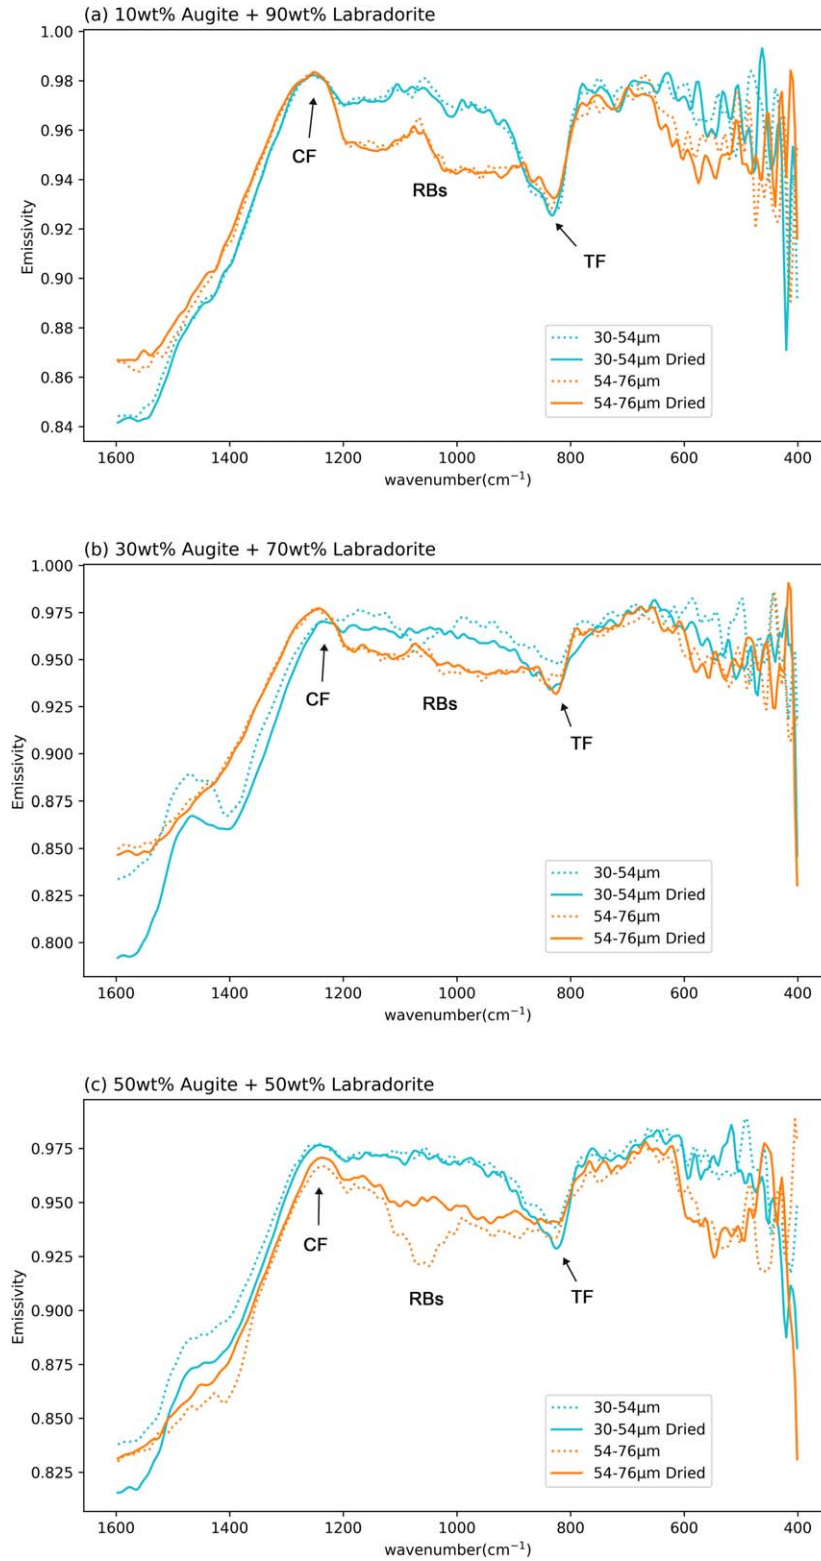 (a) 10wt% Augite + 90wt% Labradorite
1.00
0.98
0.96
0.94
0.92
0.90
0.88
0.86
0.84
Emissivity
CF
RBs
TF
30-54μm
30-54μm Dried
54-76μm
54-76μm Dried
1600 1400 1200 1000 800 600 400
wavenumber(cm⁻¹)
(b) 30wt% Augite + 70wt% Labradorite
1.000
0.975
0.950
0.925
0.900
0.875
0.850
0.825
0.800
Emissivity
CF
RBs
TF
30-54μm
30-54μm Dried
54-76μm
54-76μm Dried
1600 1400 1200 1000 800 600 400
wavenumber(cm⁻¹)
(c) 50wt% Augite + 50wt% Labradorite
0.975
0.950
0.925
0.900
0.875
0.850
0.825
Emissivity
CF
RBs
TF
30-54μm
30-54μm Dried
54-76μm
54-76μm Dried
1600 1400 1200 1000 800 600 400
wavenumber(cm⁻¹)